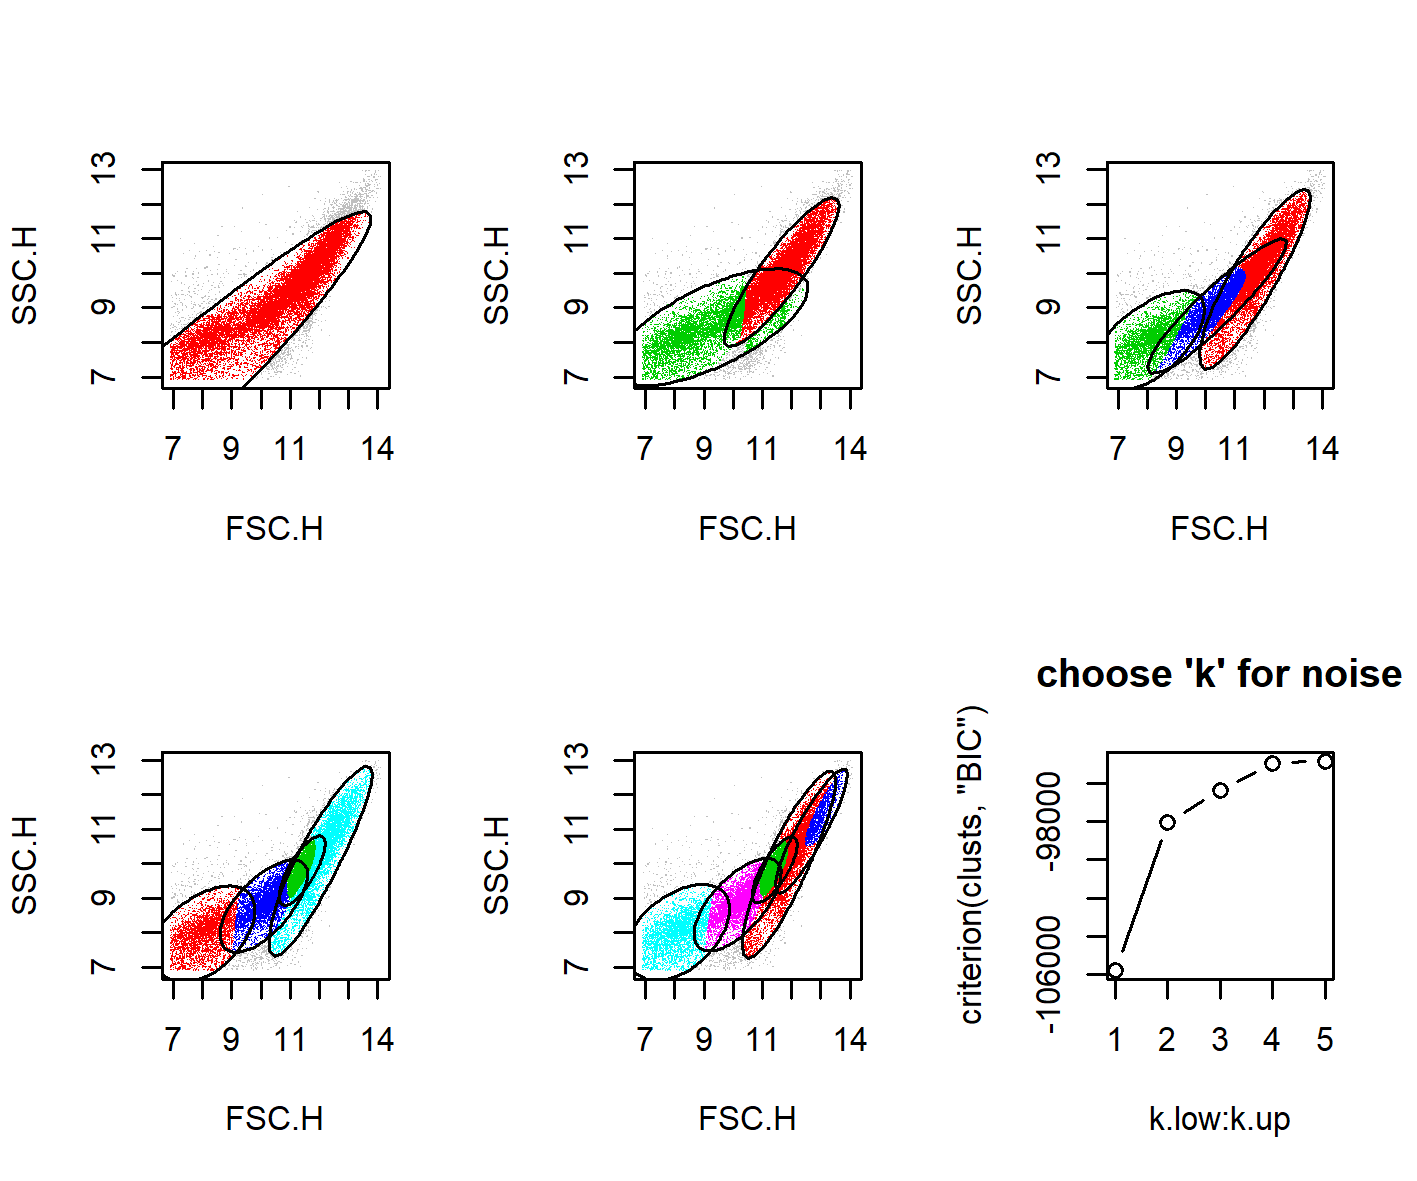 SSC.H
13
11
9
7
7 9 11 14
FSC.H
SSC.H
13
11
9
7
7 9 11 14
FSC.H
SSC.H
13
11
9
7
7 9 11 14
FSC.H
SSC.H
13
11
9
7
7 9 11 14
FSC.H
SSC.H
13
11
9
7
7 9 11 14
FSC.H
choose 'k' for noise
criterion(clusts, "BIC")
-98000
-106000
1 2 3 4 5
k.low:k.up